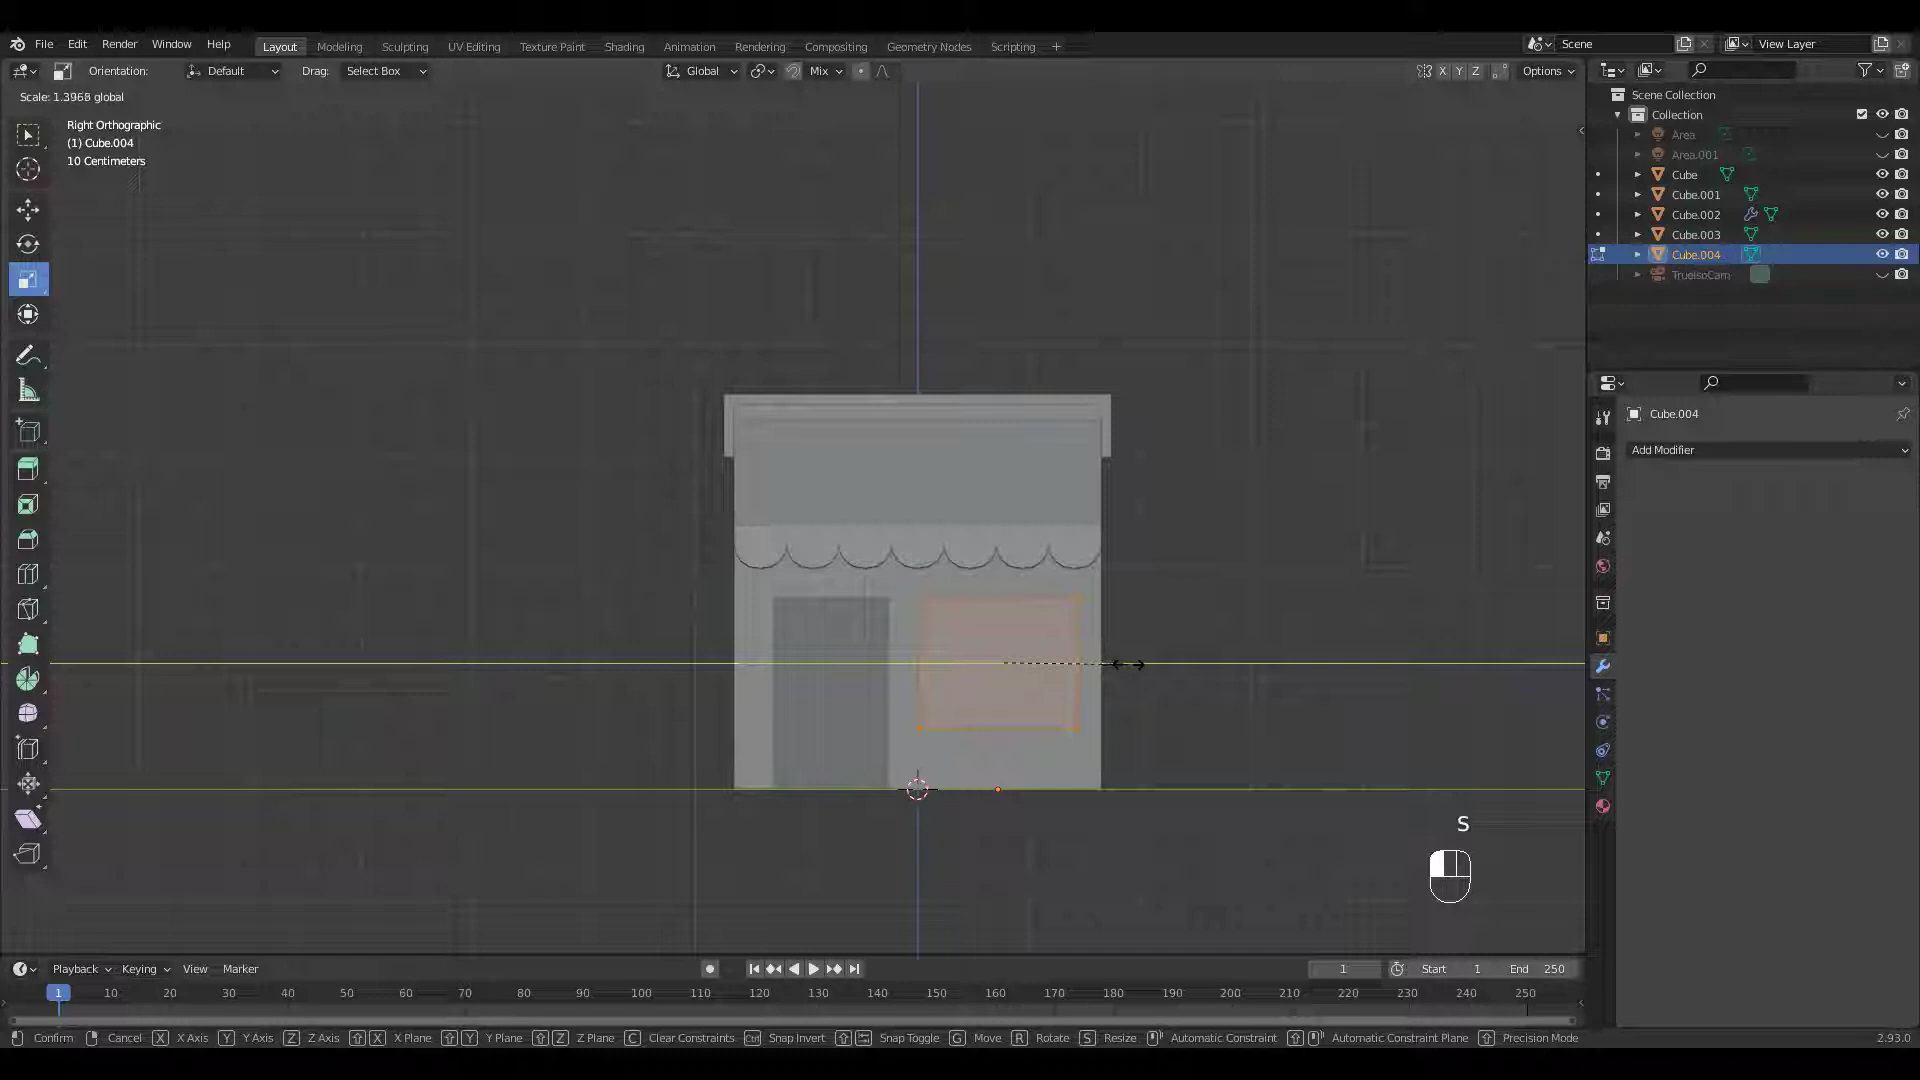 File Edit Render Window Help Layout Modeling Sculpting UV Editing Texture Paint Shading Animation Rendering Compositing Geometry Nodes Scripting + Scene View Layer
Orientation: Default Drag: Select Box Global Mix X Y Z Options
Scale: 1.3965 global
Right Orthographic
(1) Cube.004
10 Centimeters
Scene Collection
Collection
Area
Area.001
Cube
Cube.001
Cube.002
Cube.003
Cube.004
TrueIsoCam
Cube.004
Add Modifier
S
Playback Keying View Marker 1 Start 1 End 250
1 10 20 30 40 50 60 70 80 90 100 110 120 130 140 150 160 170 180 190 200 210 220 230 240 250
Confirm Cancel X X Axis Y Y Axis Z Z Axis X X Plane Y Y Plane Z Z Plane C Clear Constraints Ctrl Snap Invert Snap Toggle G Move R Rotate S Resize Automatic Constraint Automatic Constraint Plane Precision Mode 2.93.0